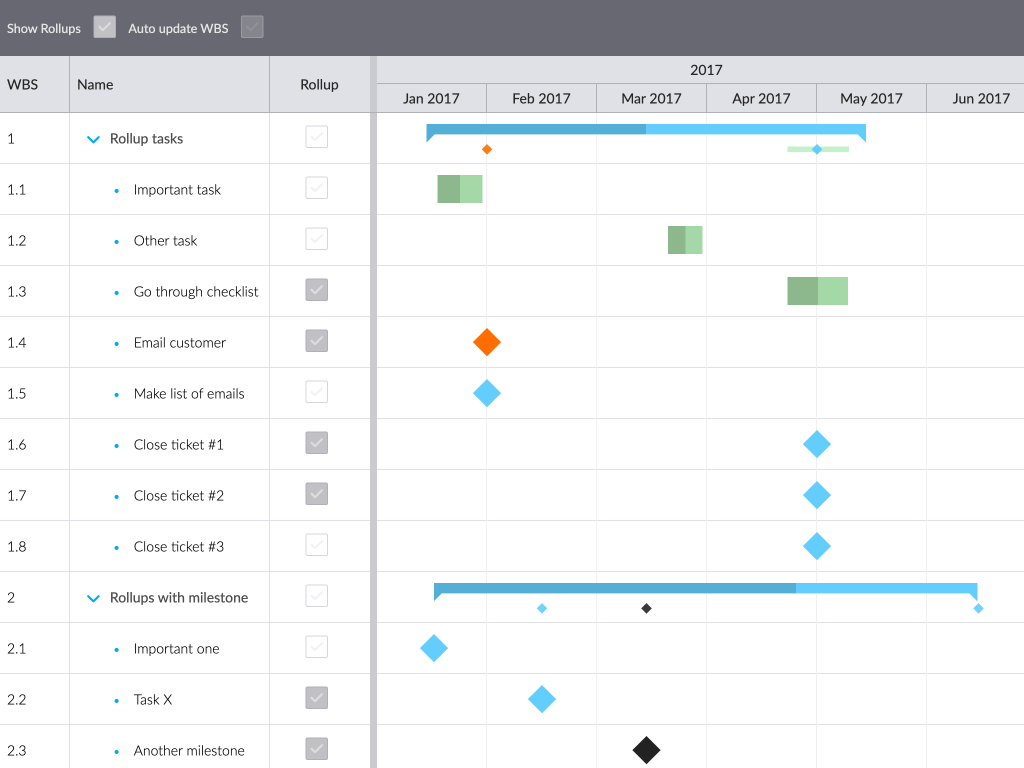 Show Rollups Auto update WBS
WBS Name Rollup 2017
Jan 2017 Feb 2017 Mar 2017 Apr 2017 May 2017 Jun 2017
1 Rollup tasks
1.1 Important task
1.2 Other task
1.3 Go through checklist
1.4 Email customer
1.5 Make list of emails
1.6 Close ticket #1
1.7 Close ticket #2
1.8 Close ticket #3
2 Rollups with milestone
2.1 Important one
2.2 Task X
2.3 Another milestone